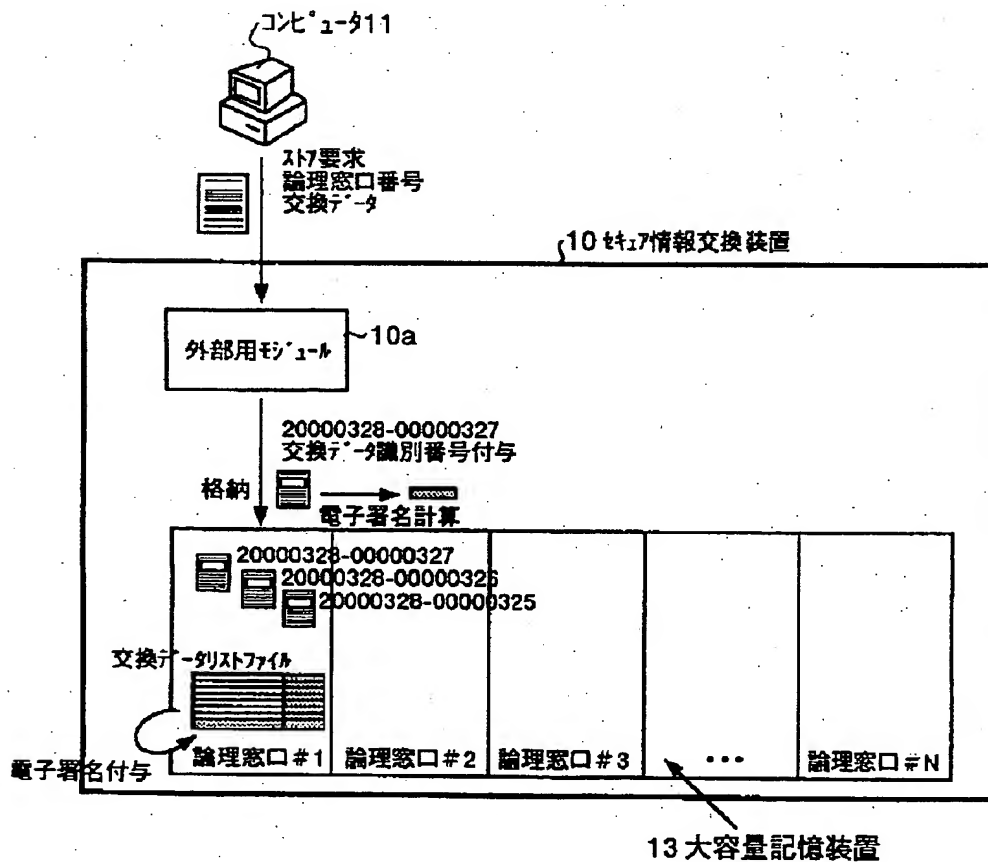 コンピュータ11
ストア要求
論理窓口番号
交換データ
10 セキュア情報交換装置
外部用モジュール
10a
20000328-00000327
交換データ識別番号付与
格納
電子署名計算
20000328-00000327
20000328-00000326
20000328-00000325
交換データリストファイル
電子署名付与
論理窓口#1
論理窓口#2
論理窓口#3
・・・
論理窓口#N
13 大容量記憶装置